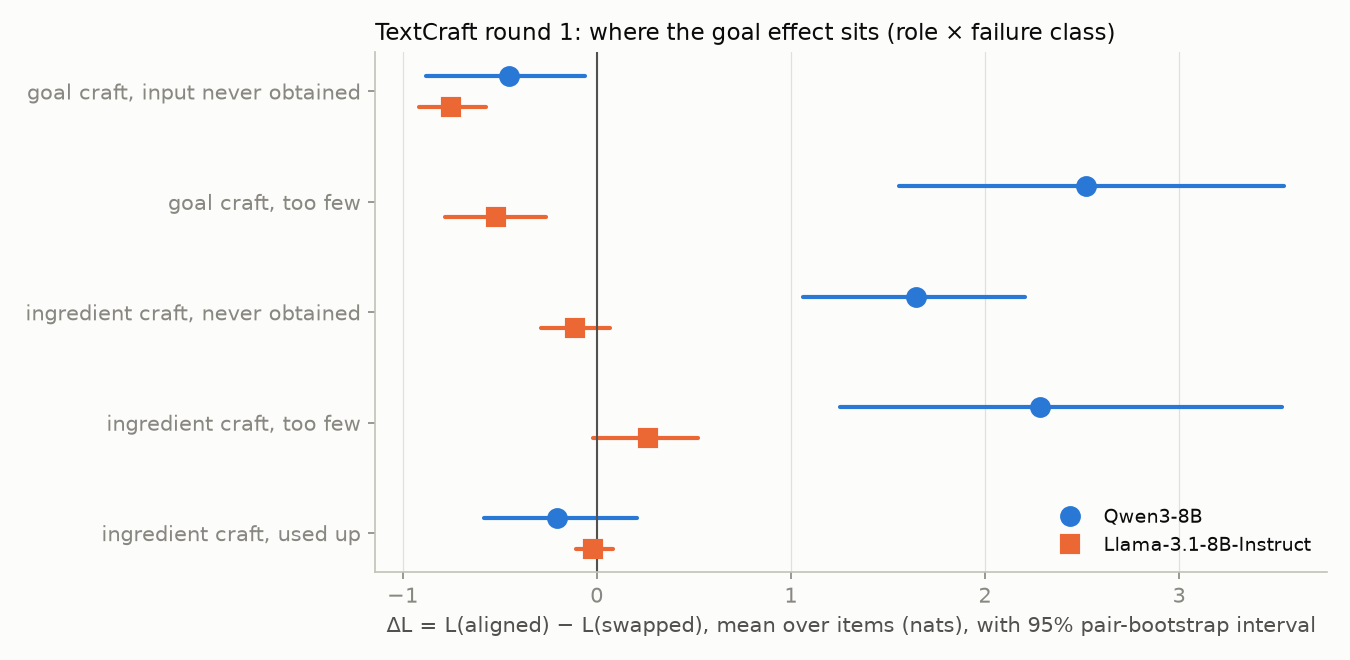 TextCraft round 1: where the goal effect sits (role × failure class)
goal craft, input never obtained
goal craft, too few
ingredient craft, never obtained
ingredient craft, too few
ingredient craft, used up
Qwen3-8B
Llama-3.1-8B-Instruct
−1 0 1 2 3
ΔL = L(aligned) − L(swapped), mean over items (nats), with 95% pair-bootstrap interval